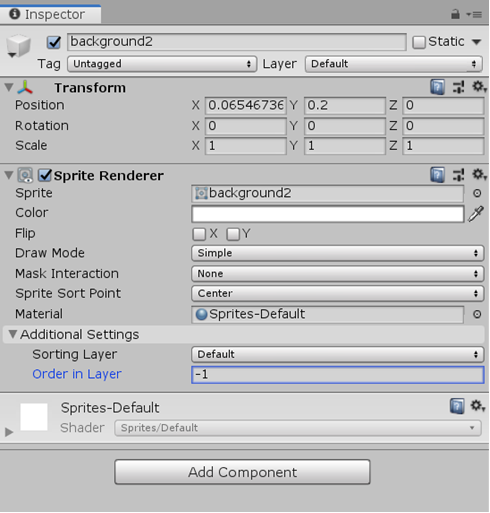 Inspector
background2 Static
Tag Untagged Layer Default
Transform
Position X 0.06546736 Y 0.2 Z 0
Rotation X 0 Y 0 Z 0
Scale X 1 Y 1 Z 1
Sprite Renderer
Sprite background2
Color
Flip X Y
Draw Mode Simple
Mask Interaction None
Sprite Sort Point Center
Material Sprites-Default
Additional Settings
Sorting Layer Default
Order in Layer -1
Sprites-Default
Shader Sprites/Default
Add Component